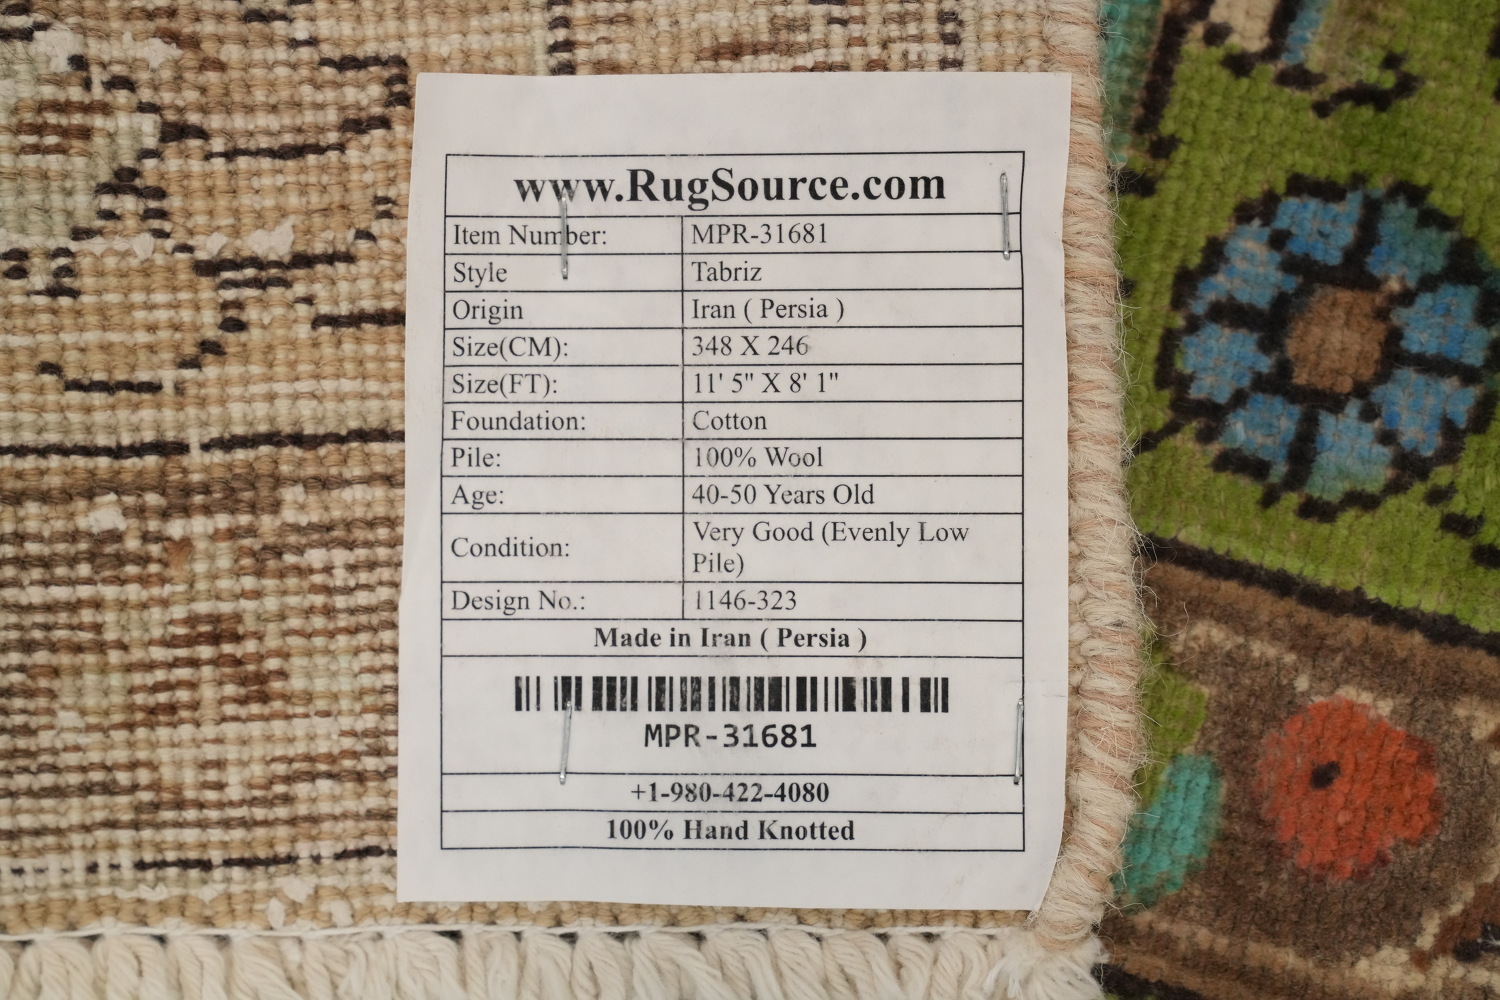 www.RugSource.com
Item Number: MPR-31681
Style Tabriz
Origin Iran ( Persia )
Size(CM): 348 X 246
Size(FT): 11' 5" X 8' 1"
Foundation: Cotton
Pile: 100% Wool
Age: 40-50 Years Old
Condition: Very Good (Evenly Low
Pile)
Design No.: 1146-323
Made in Iran ( Persia )
MPR-31681
+1-980-422-4080
100% Hand Knotted